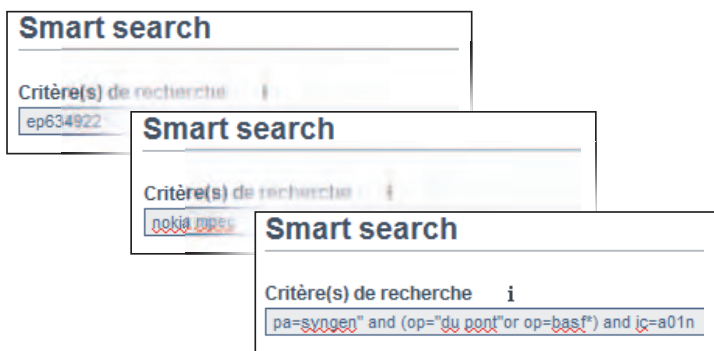 Smart search
Critère(s) de recherche i
ep634922
Smart search
Critère(s) de recherche i
nokia mpeg
Smart search
Critère(s) de recherche i
pa=syngen" and (op="du pont"or op=basf*) and ic=a01n